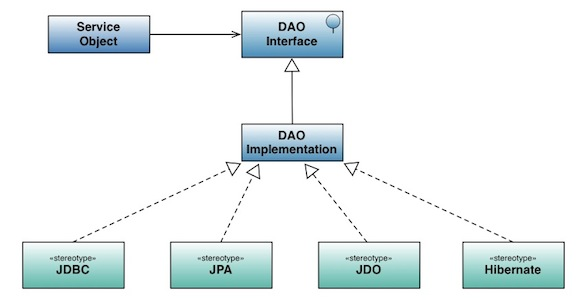 Service
Object
DAO
Interface
DAO
Implementation
«stereotype»
JDBC
«stereotype»
JPA
«stereotype»
JDO
«stereotype»
Hibernate